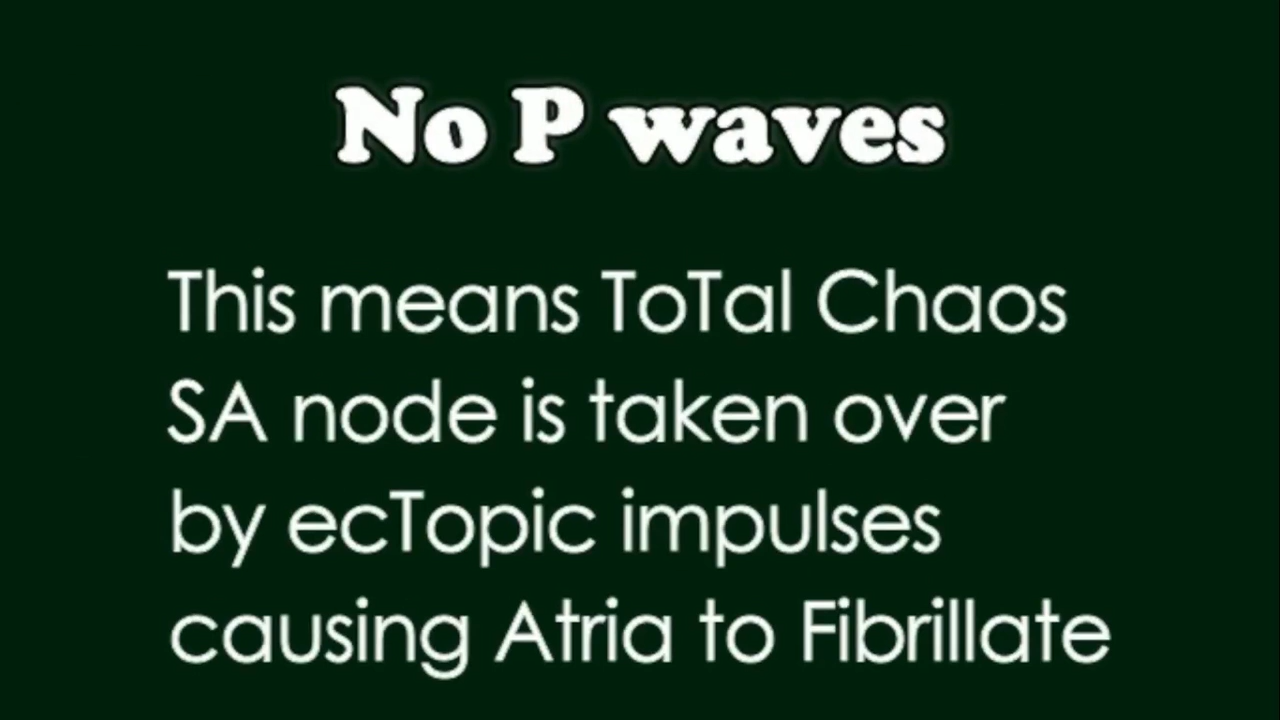 No P waves
This means ToTal Chaos
SA node is taken over
by ecTopic impulses
causing Atria to Fibrillate